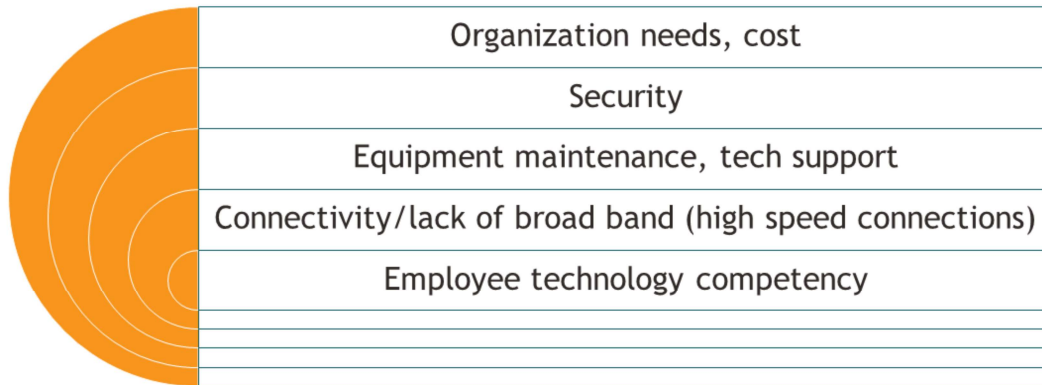 Organization needs, cost
Security
Equipment maintenance, tech support
Connectivity/lack of broad band (high speed connections)
Employee technology competency